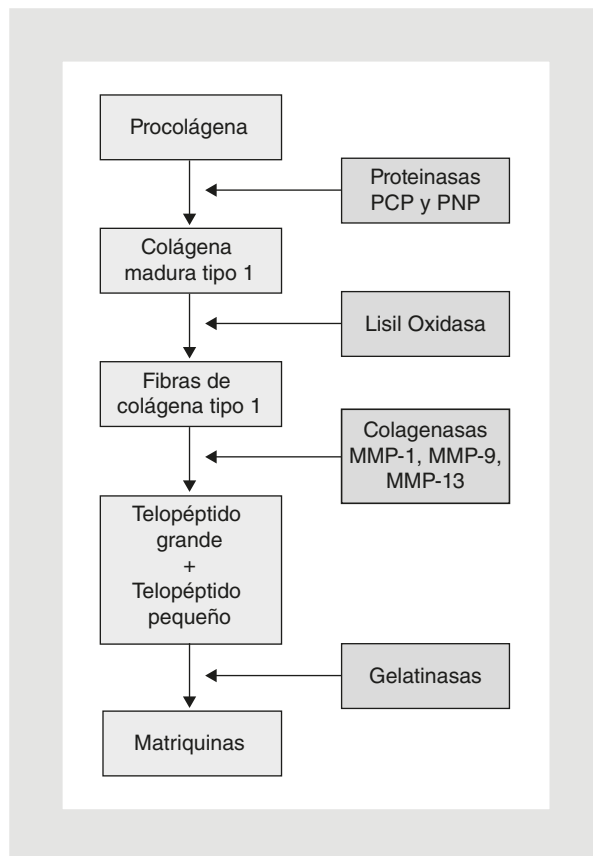 Procolágena
Proteinasas
PCP y PNP
Colágena
madura tipo 1
Lisil Oxidasa
Fibras de
colágena tipo 1
Colagenasas
MMP-1, MMP-9,
MMP-13
Telopéptido
grande
+
Telopéptido
pequeño
Gelatinasas
Matriquinas